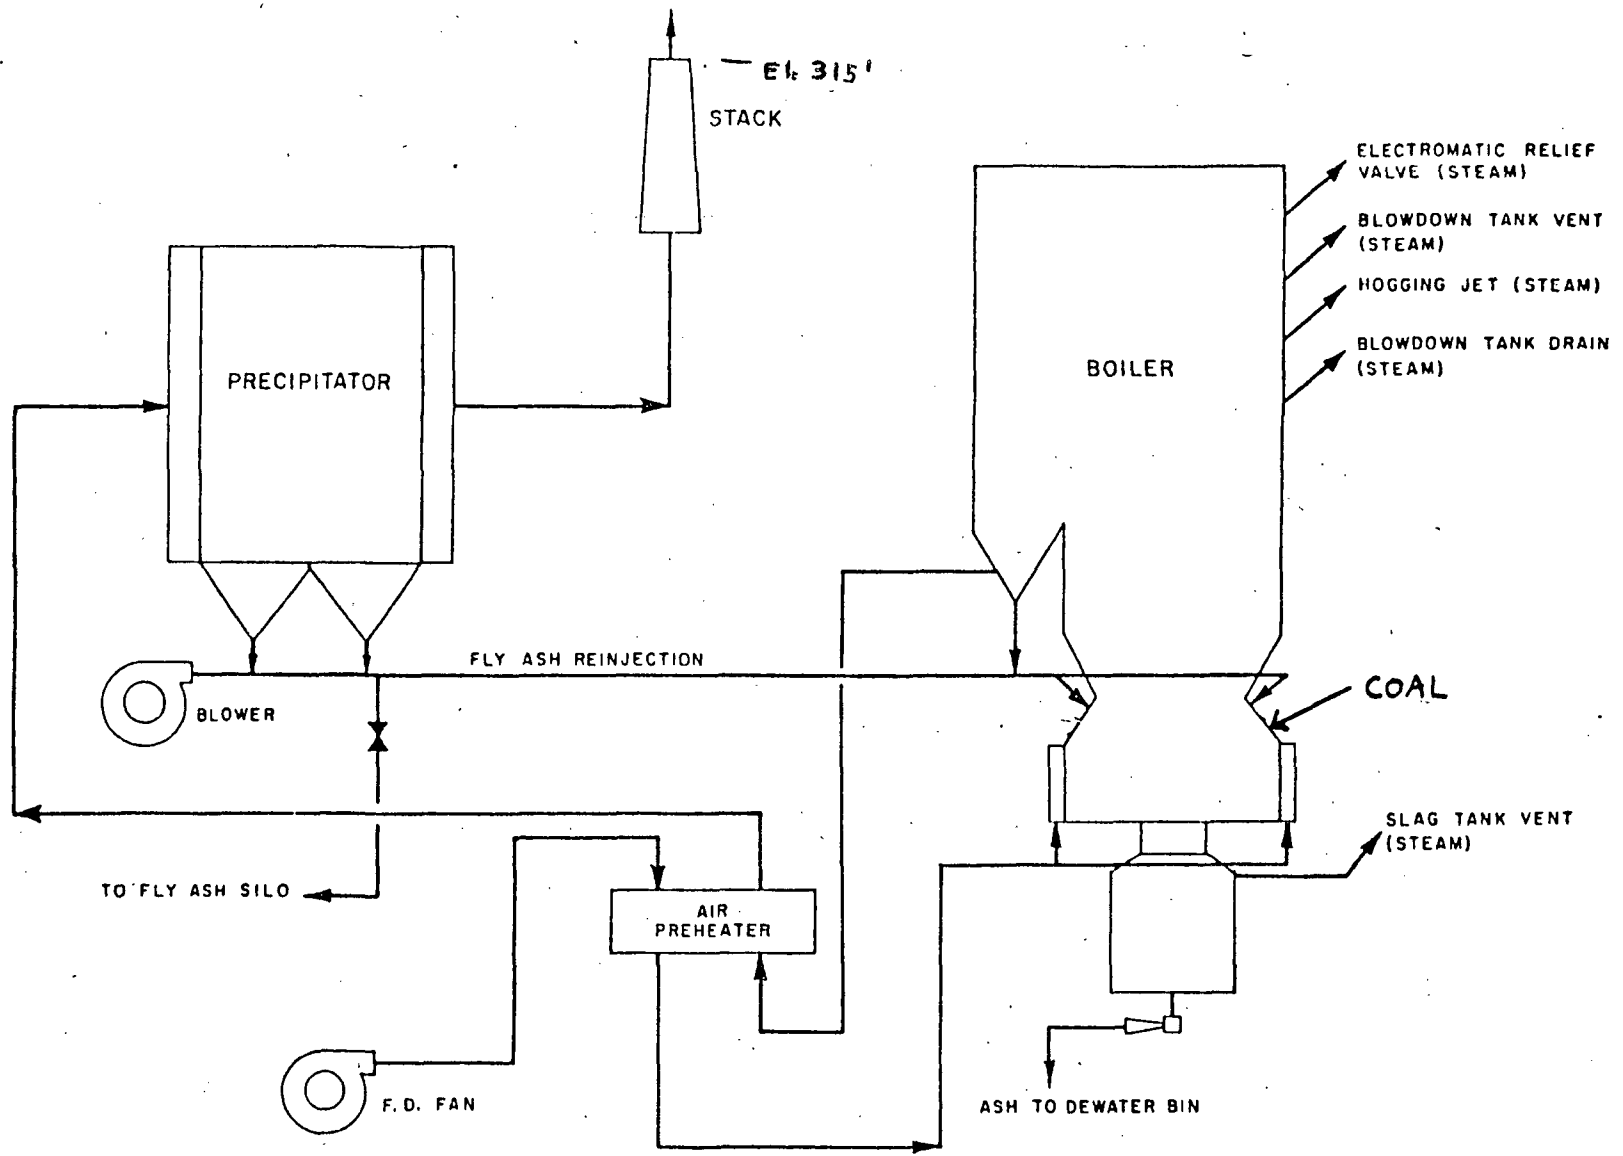 El. 315'
STACK
ELECTROMATIC RELIEF
VALVE (STEAM)
BLOWDOWN TANK VENT
(STEAM)
HOGGING JET (STEAM)
BLOWDOWN TANK DRAIN
(STEAM)
BOILER
PRECIPITATOR
FLY ASH REINJECTION
COAL
BLOWER
SLAG TANK VENT
(STEAM)
TO FLY ASH SILO
AIR
PREHEATER
F. D. FAN
ASH TO DEWATER BIN